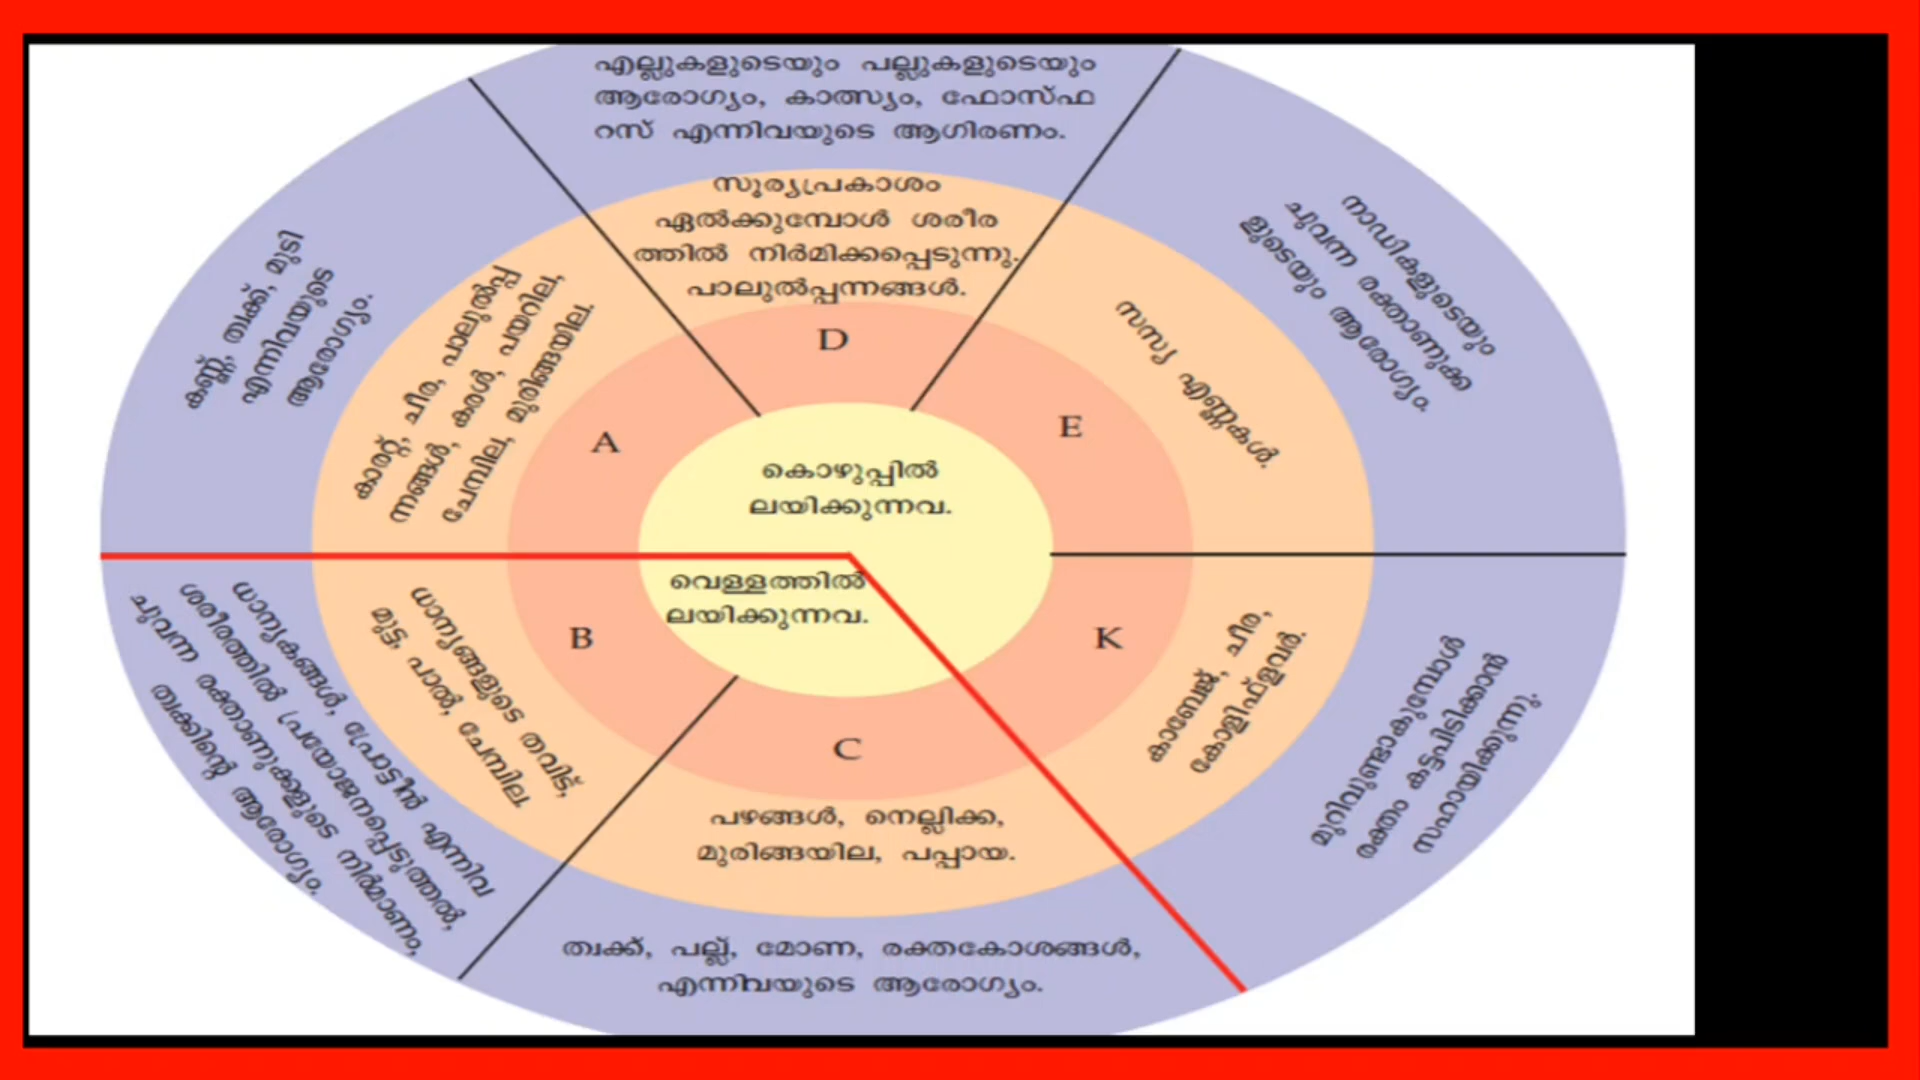 എല്ലുകളുടെയും പല്ലുകളുടെയും
ആരോഗ്യം, കാത്സ്യം, ഫോസ്ഫ
റസ് എന്നിവയുടെ ആഗിരണം.
സൂര്യപ്രകാശം
ഏൽക്കുമ്പോൾ ശരീര
ത്തിൽ നിർമിക്കപ്പെടുന്നു.
പാലുൽപ്പന്നങ്ങൾ.
D
കണ്ണ്, ത്വക്ക്, മുടി
എന്നിവയുടെ
ആരോഗ്യം.
കാരറ്റ്, ചീര, പാലുൽപ്പ
ന്നങ്ങൾ, കരൾ, പയറില,
ചേമ്പില, മുരിങ്ങയില.
A
നാഡികളുടെയും
ചുവന്ന രക്താണുക്ക
ളുടെയും ആരോഗ്യം.
സസ്യ എണ്ണകൾ.
E
കൊഴുപ്പിൽ
ലയിക്കുന്നവ.
വെള്ളത്തിൽ
ലയിക്കുന്നവ.
B
ധാന്യങ്ങളുടെ തവിട്,
മുട്ട, പാൽ, ചേമ്പില.
ധാന്യകങ്ങൾ, പ്രോട്ടീൻ എന്നിവ
ശരീരത്തിൽ പ്രയോജനപ്പെടുത്തൽ,
ചുവന്ന രക്താണുക്കളുടെ നിർമാണം,
ത്വക്കിന്റെ ആരോഗ്യം.
K
കാബേജ്, ചീര,
കോളിഫ്ളവർ.
മുറിവുണ്ടാകുമ്പോൾ
രക്തം കട്ടപിടിക്കാൻ
സഹായിക്കുന്നു.
C
പഴങ്ങൾ, നെല്ലിക്ക,
മുരിങ്ങയില, പപ്പായ.
ത്വക്ക്, പല്ല്, മോണ, രക്തകോശങ്ങൾ,
എന്നിവയുടെ ആരോഗ്യം.